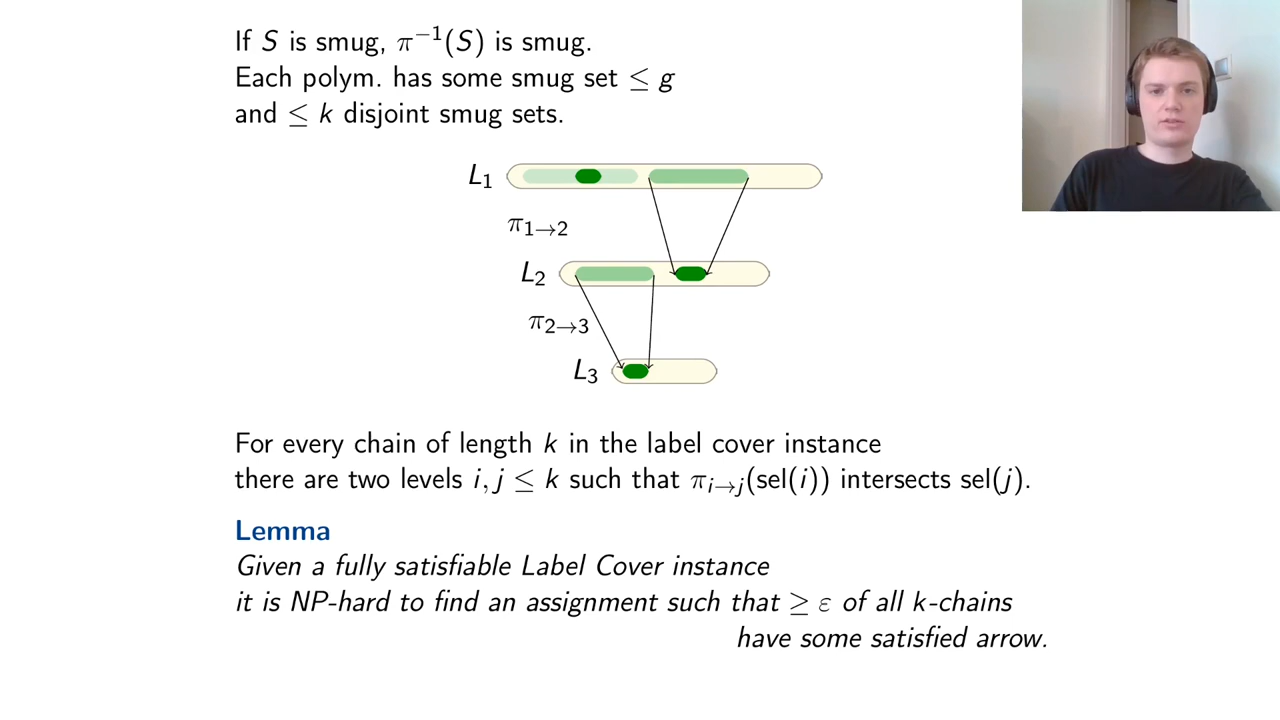 If S is smug, π⁻¹(S) is smug.
Each polym. has some smug set ≤ g
and ≤ k disjoint smug sets.
L₁
π₁→₂
L₂
π₂→₃
L₃
For every chain of length k in the label cover instance
there are two levels i, j ≤ k such that πᵢ→ⱼ(sel(i)) intersects sel(j).
Lemma
Given a fully satisfiable Label Cover instance
it is NP-hard to find an assignment such that ≥ ε of all k-chains
have some satisfied arrow.